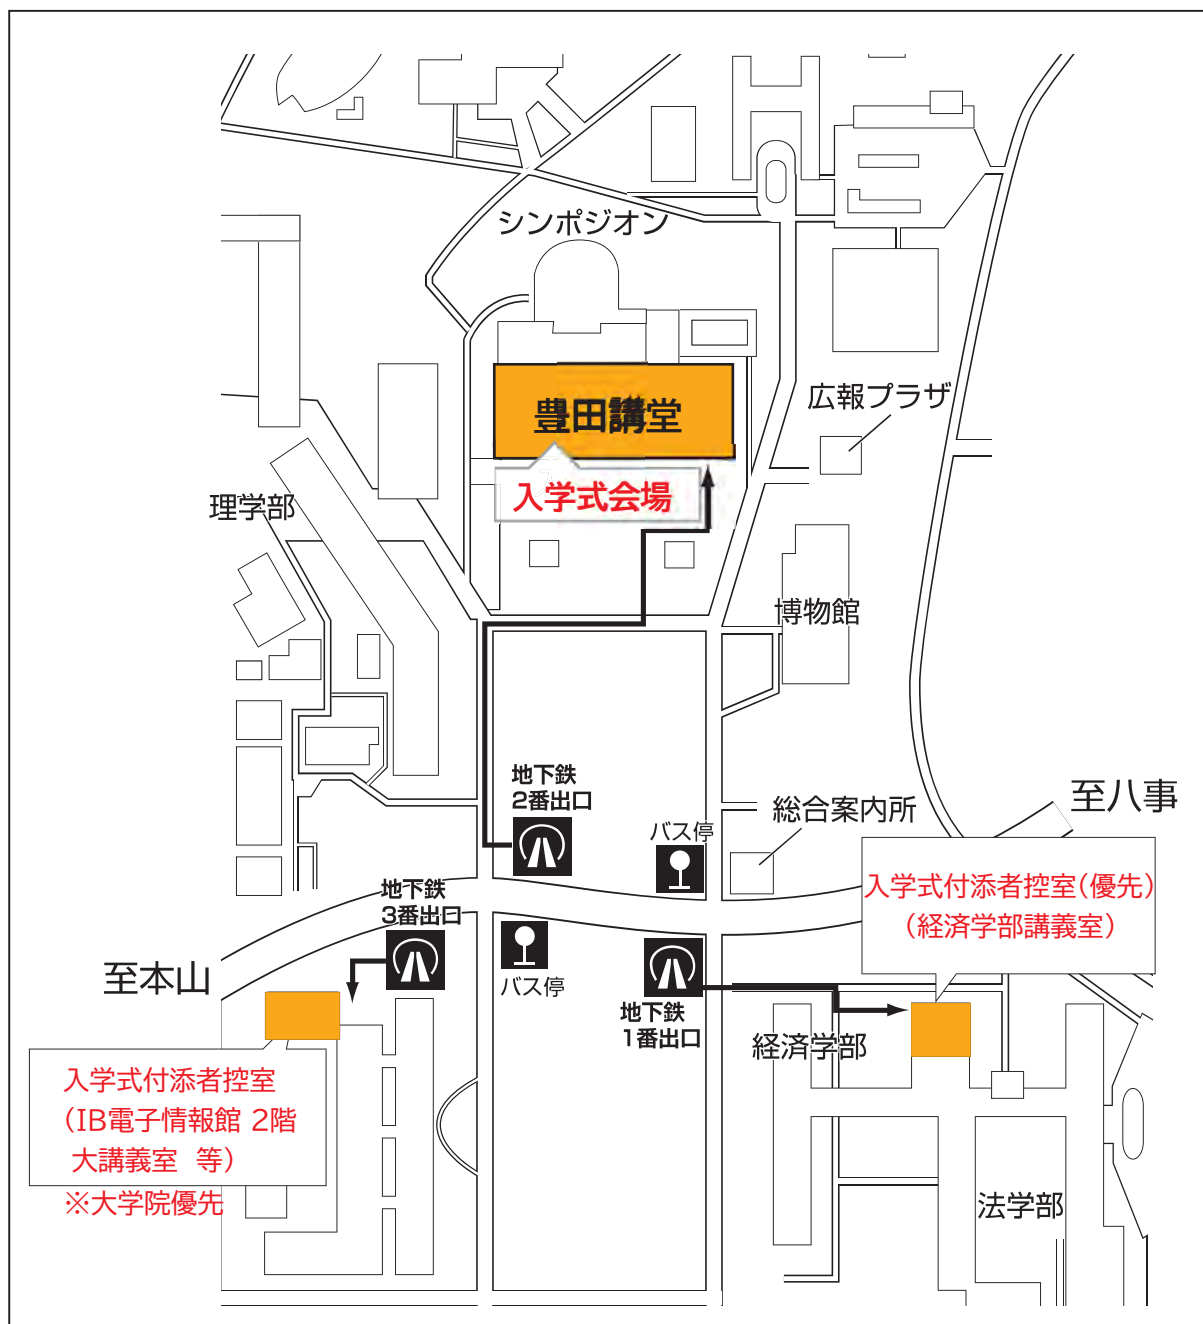 シンポジオン
豊田講堂
広報プラザ
入学式会場
理学部
博物館
地下鉄
2番出口
至八事
バス停
総合案内所
地下鉄
3番出口
入学式付添者控室(優先)
(経済学部講義室)
至本山
バス停
地下鉄
1番出口
経済学部
入学式付添者控室
(IB電子情報館 2階
大講義室 等)
※大学院優先
法学部